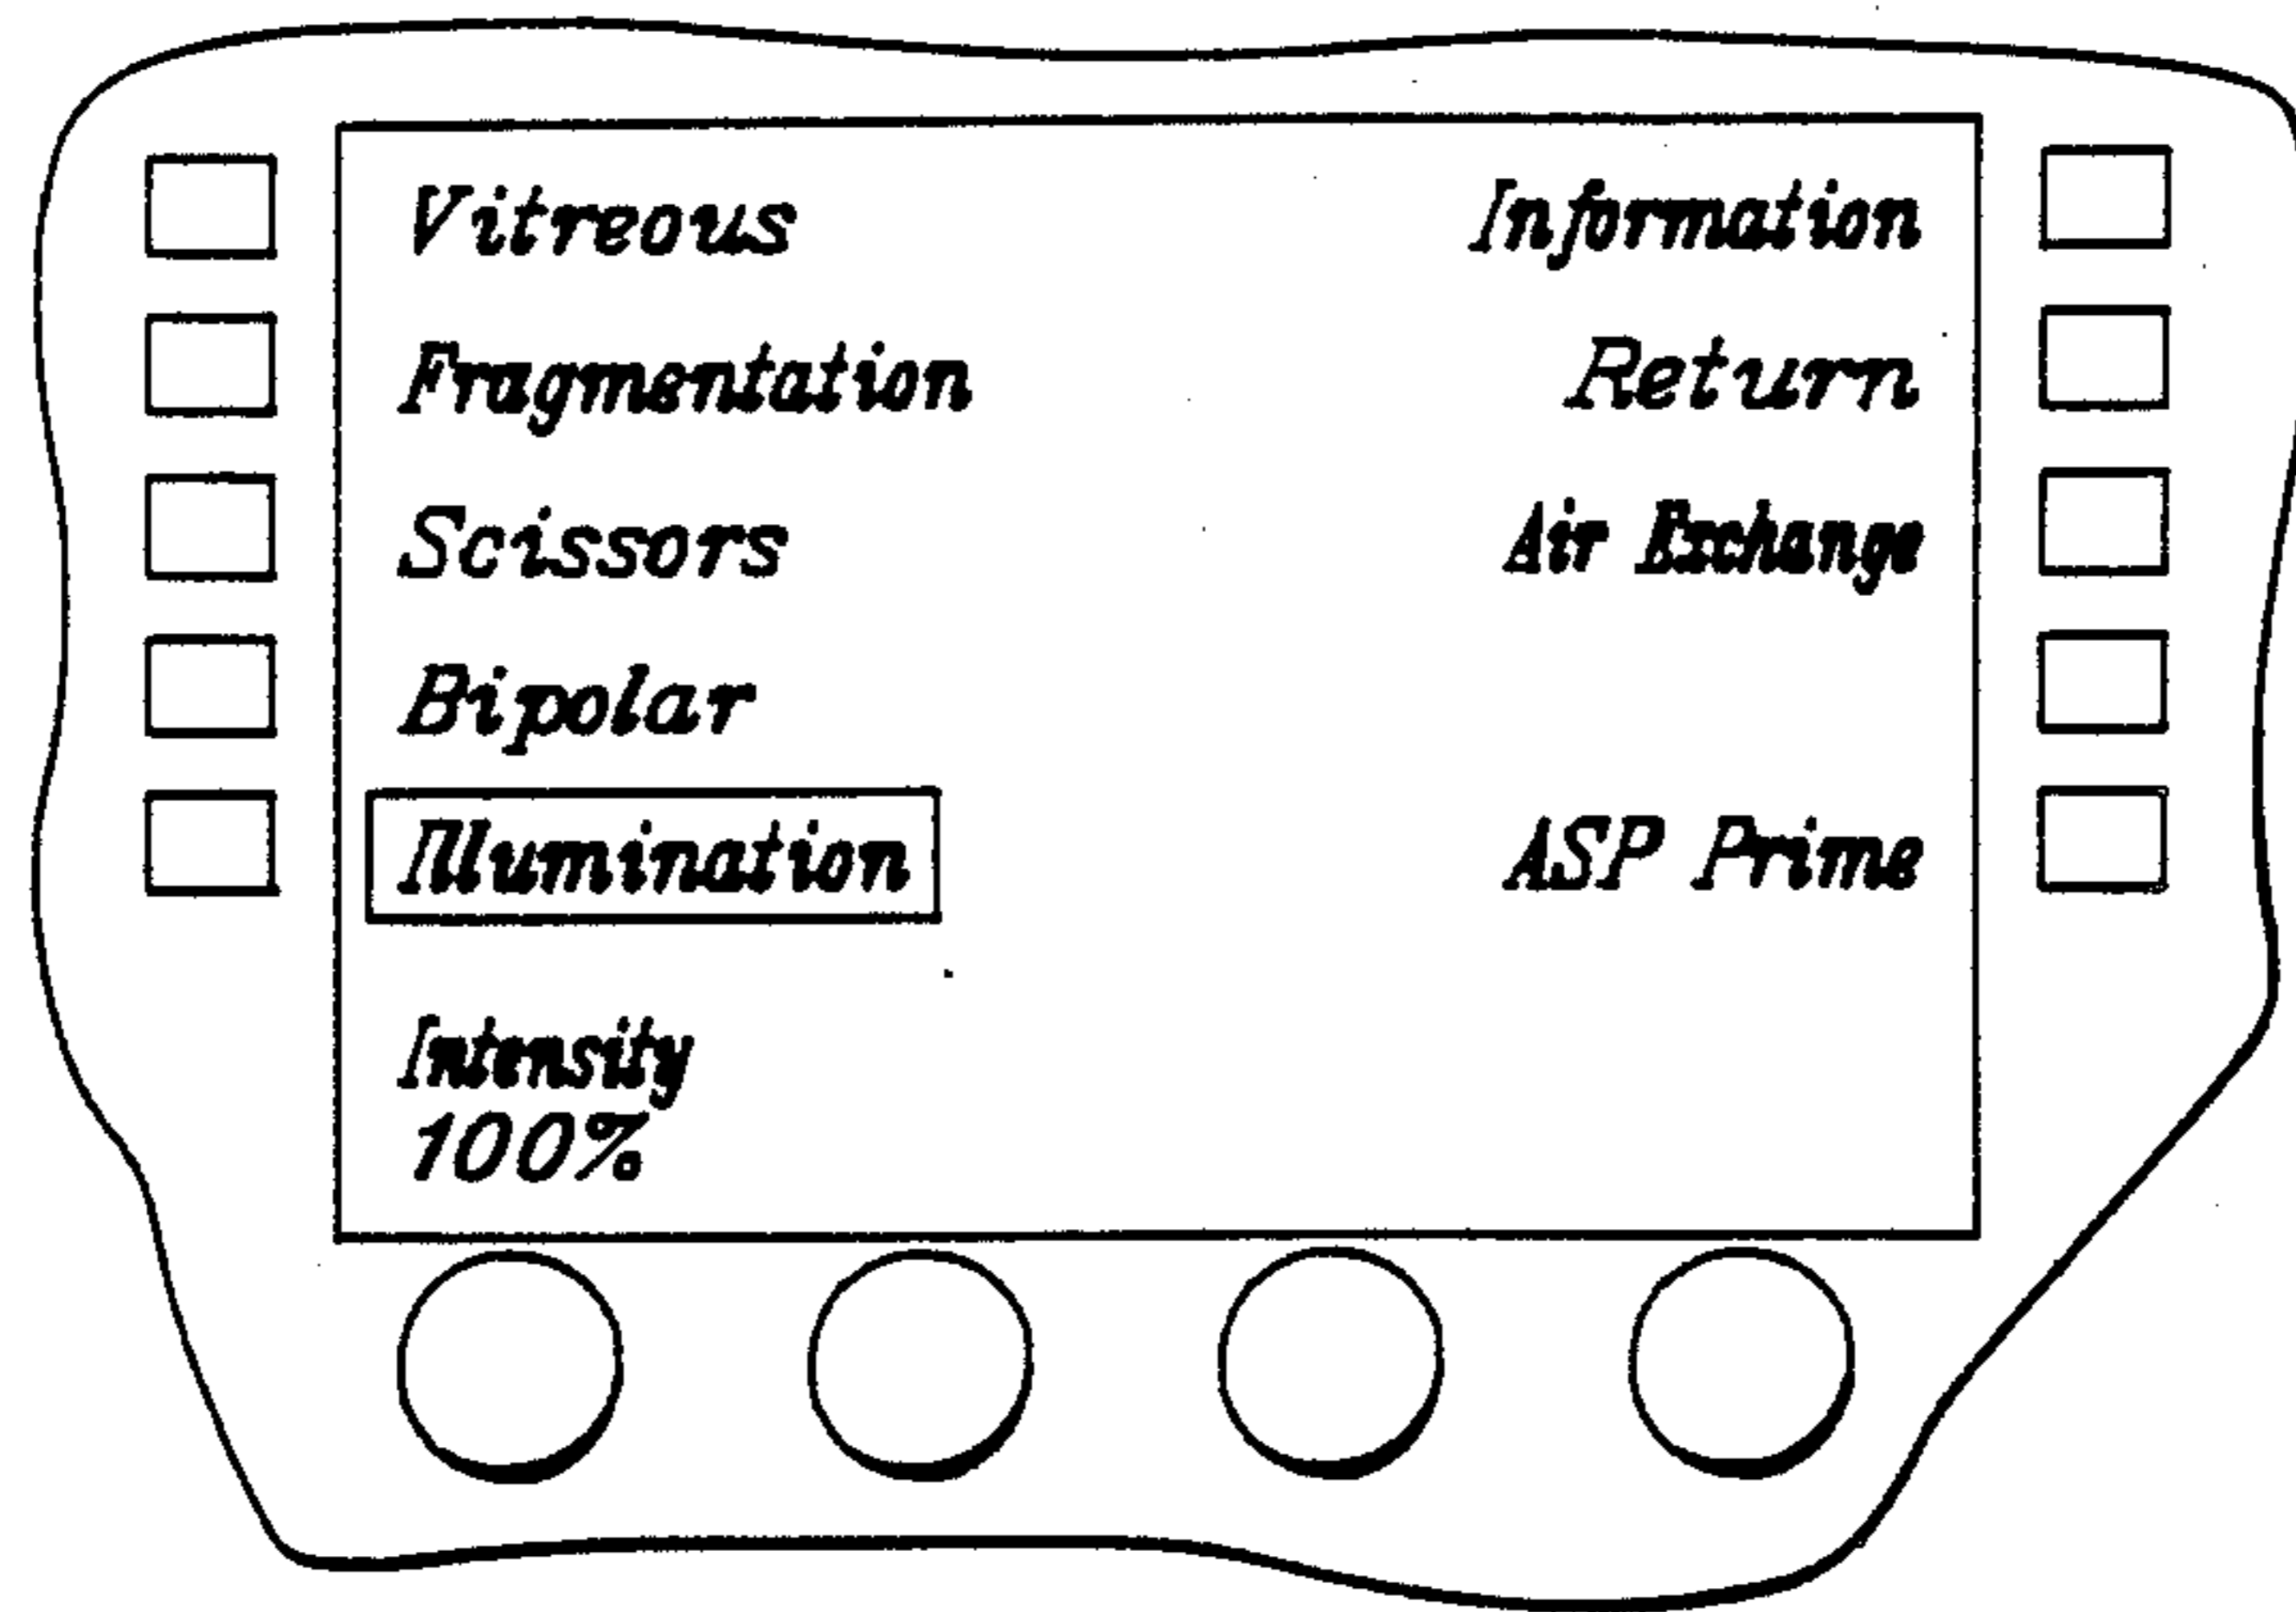 Vitreous
Information
Fragmentation
Return
Scissors
Air Exchange
Bipolar
Illumination
ASP Prime
Intensity
100%